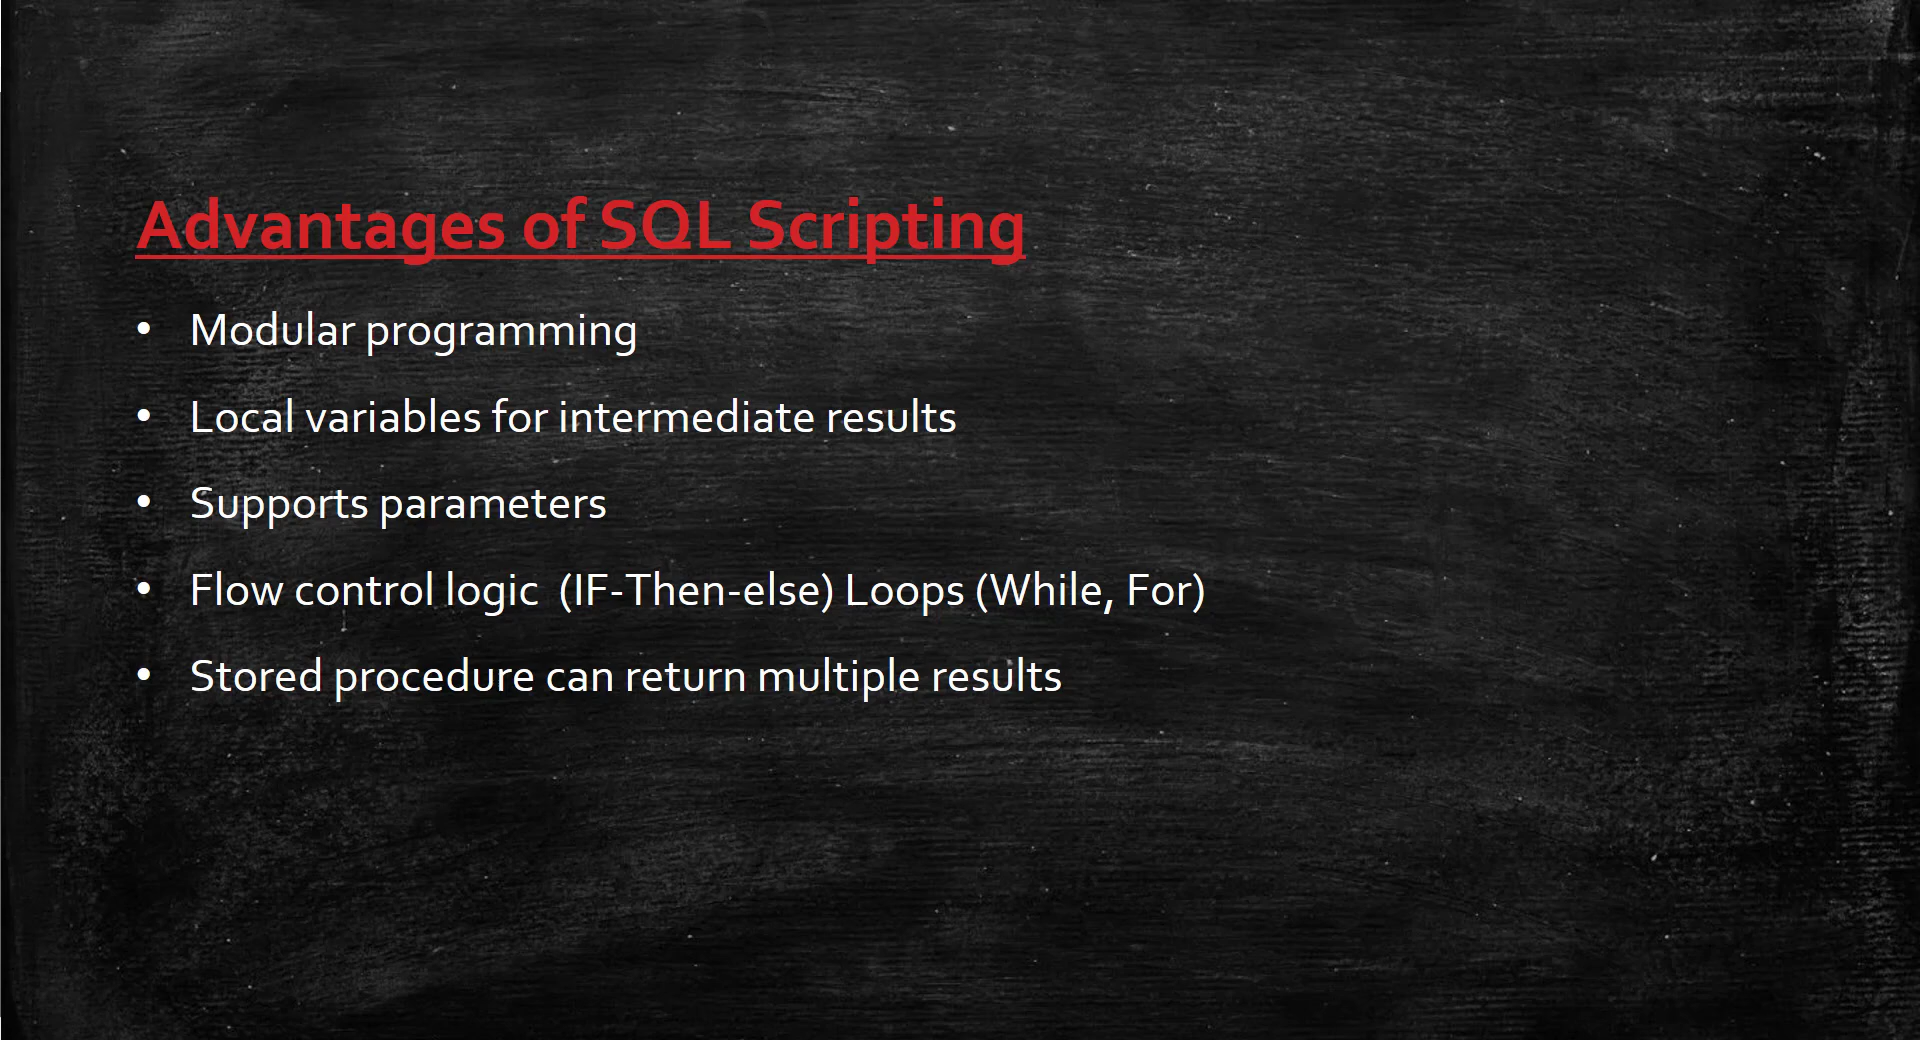 Advantages of SQL Scripting
• Modular programming
• Local variables for intermediate results
• Supports parameters
• Flow control logic  (IF-Then-else) Loops (While, For)
• Stored procedure can return multiple results